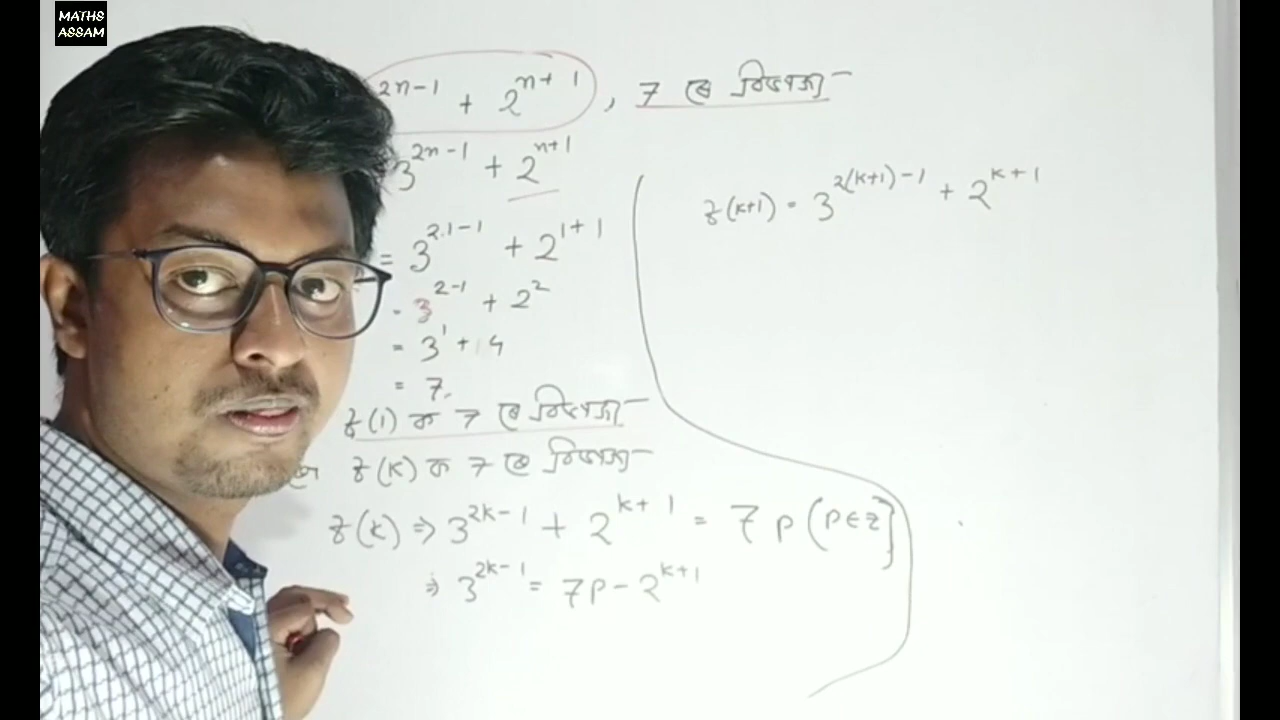 MATHS
ASSAM
2n-1 + 2^{n+1}, 7 ৰে বিভাজ্য
3^{2n-1} + 2^{n+1}
= 3^{2.1-1} + 2^{1+1}
= 3^{2-1} + 2^2
= 3^1 + 4
= 7.
f(1) ক 7 ৰে বিভাজ্য
f(k) ক 7 ৰে বিভাজ্য
f(k) ⇒ 3^{2k-1} + 2^{k+1} = 7p (p∈z]
⇒ 3^{2k-1} = 7p - 2^{k+1}
f(k+1) = 3^{2(k+1)-1} + 2^{k+1}